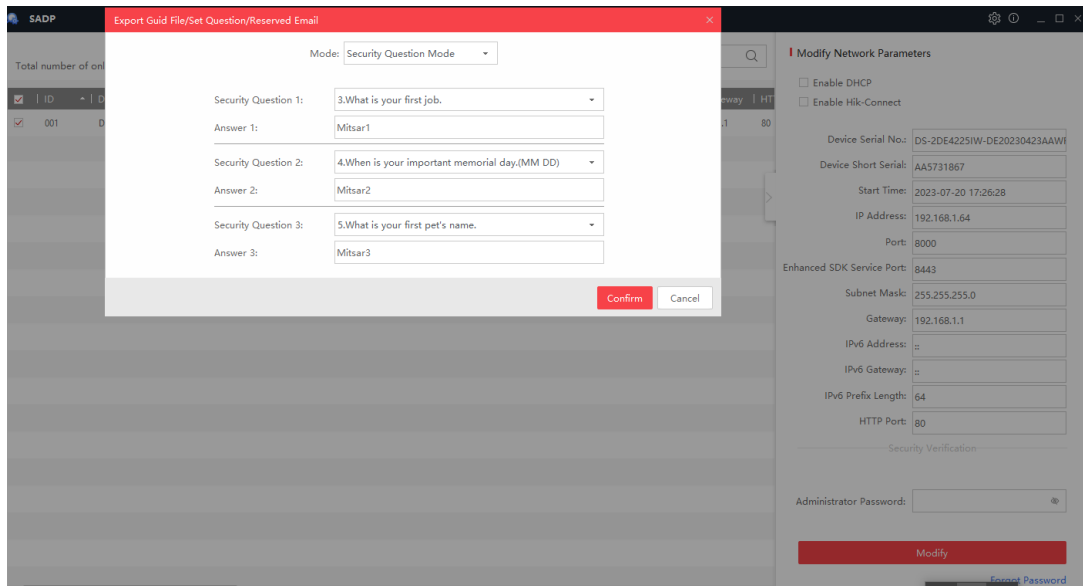 SADP
Export Guid File/Set Question/Reserved Email
Mode: Security Question Mode
Total number of onl
ID D
001 D
eway HT
.1 80
Security Question 1: 3.What is your first job.
Answer 1: Mitsar1
Security Question 2: 4.When is your important memorial day.(MM DD)
Answer 2: Mitsar2
Security Question 3: 5.What is your first pet's name.
Answer 3: Mitsar3
Confirm Cancel
Modify Network Parameters
Enable DHCP
Enable Hik-Connect
Device Serial No.: DS-2DE4225IW-DE20230423AAWI
Device Short Serial: AA5731867
Start Time: 2023-07-20 17:26:28
IP Address: 192.168.1.64
Port: 8000
Enhanced SDK Service Port: 8443
Subnet Mask: 255.255.255.0
Gateway: 192.168.1.1
IPv6 Address: ::
IPv6 Gateway: ::
IPv6 Prefix Length: 64
HTTP Port: 80
Security Verification
Administrator Password:
Modify
Forgot Password